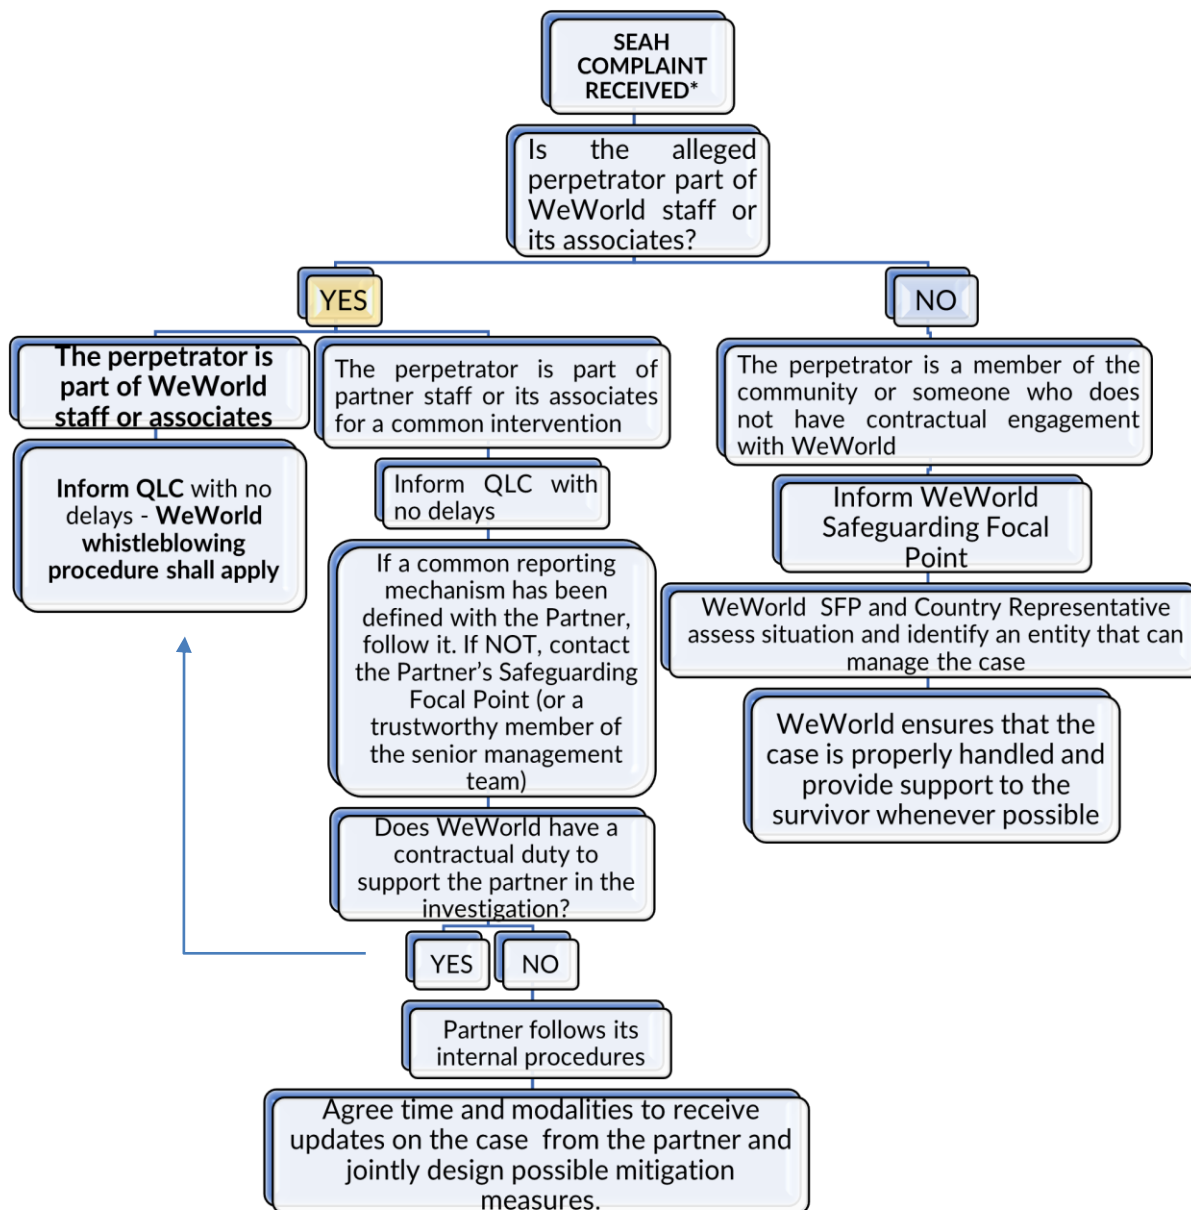 SEAH
COMPLAINT
RECEIVED*
Is the alleged
perpetrator part of
WeWorld staff or
its associates?
YES
NO
The perpetrator is
part of WeWorld
staff or associates
The perpetrator is part of
partner staff or its associates
for a common intervention
The perpetrator is a member of the
community or someone who does
not have contractual engagement
with WeWorld
Inform QLC with no
delays - WeWorld
whistleblowing
procedure shall apply
Inform QLC with
no delays
Inform WeWorld
Safeguarding Focal
Point
If a common reporting
mechanism has been
defined with the Partner,
follow it. If NOT, contact
the Partner’s Safeguarding
Focal Point (or a
trustworthy member of
the senior management
team)
WeWorld SFP and Country Representative
assess situation and identify an entity that can
manage the case
WeWorld ensures that the
case is properly handled and
provide support to the
survivor whenever possible
Does WeWorld have a
contractual duty to
support the partner in the
investigation?
YES
NO
Partner follows its
internal procedures
Agree time and modalities to receive
updates on the case from the partner and
jointly design possible mitigation
measures.